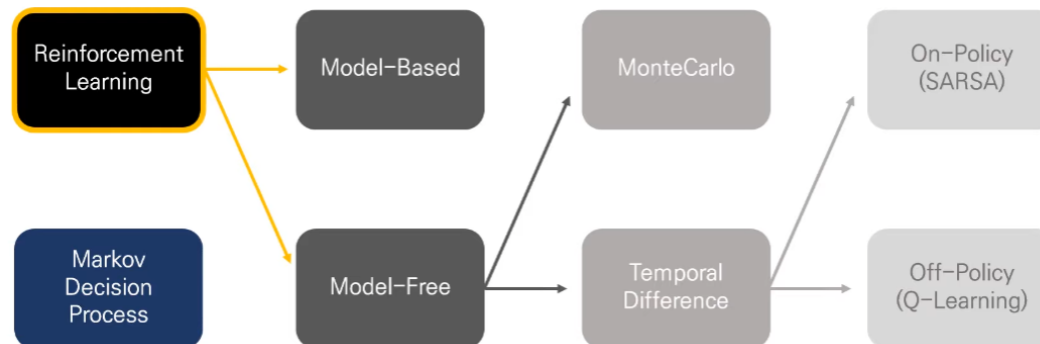 Reinforcement
Learning
Model-Based
MonteCarlo
On-Policy
(SARSA)
Markov
Decision
Process
Model-Free
Temporal
Difference
Off-Policy
(Q-Learning)